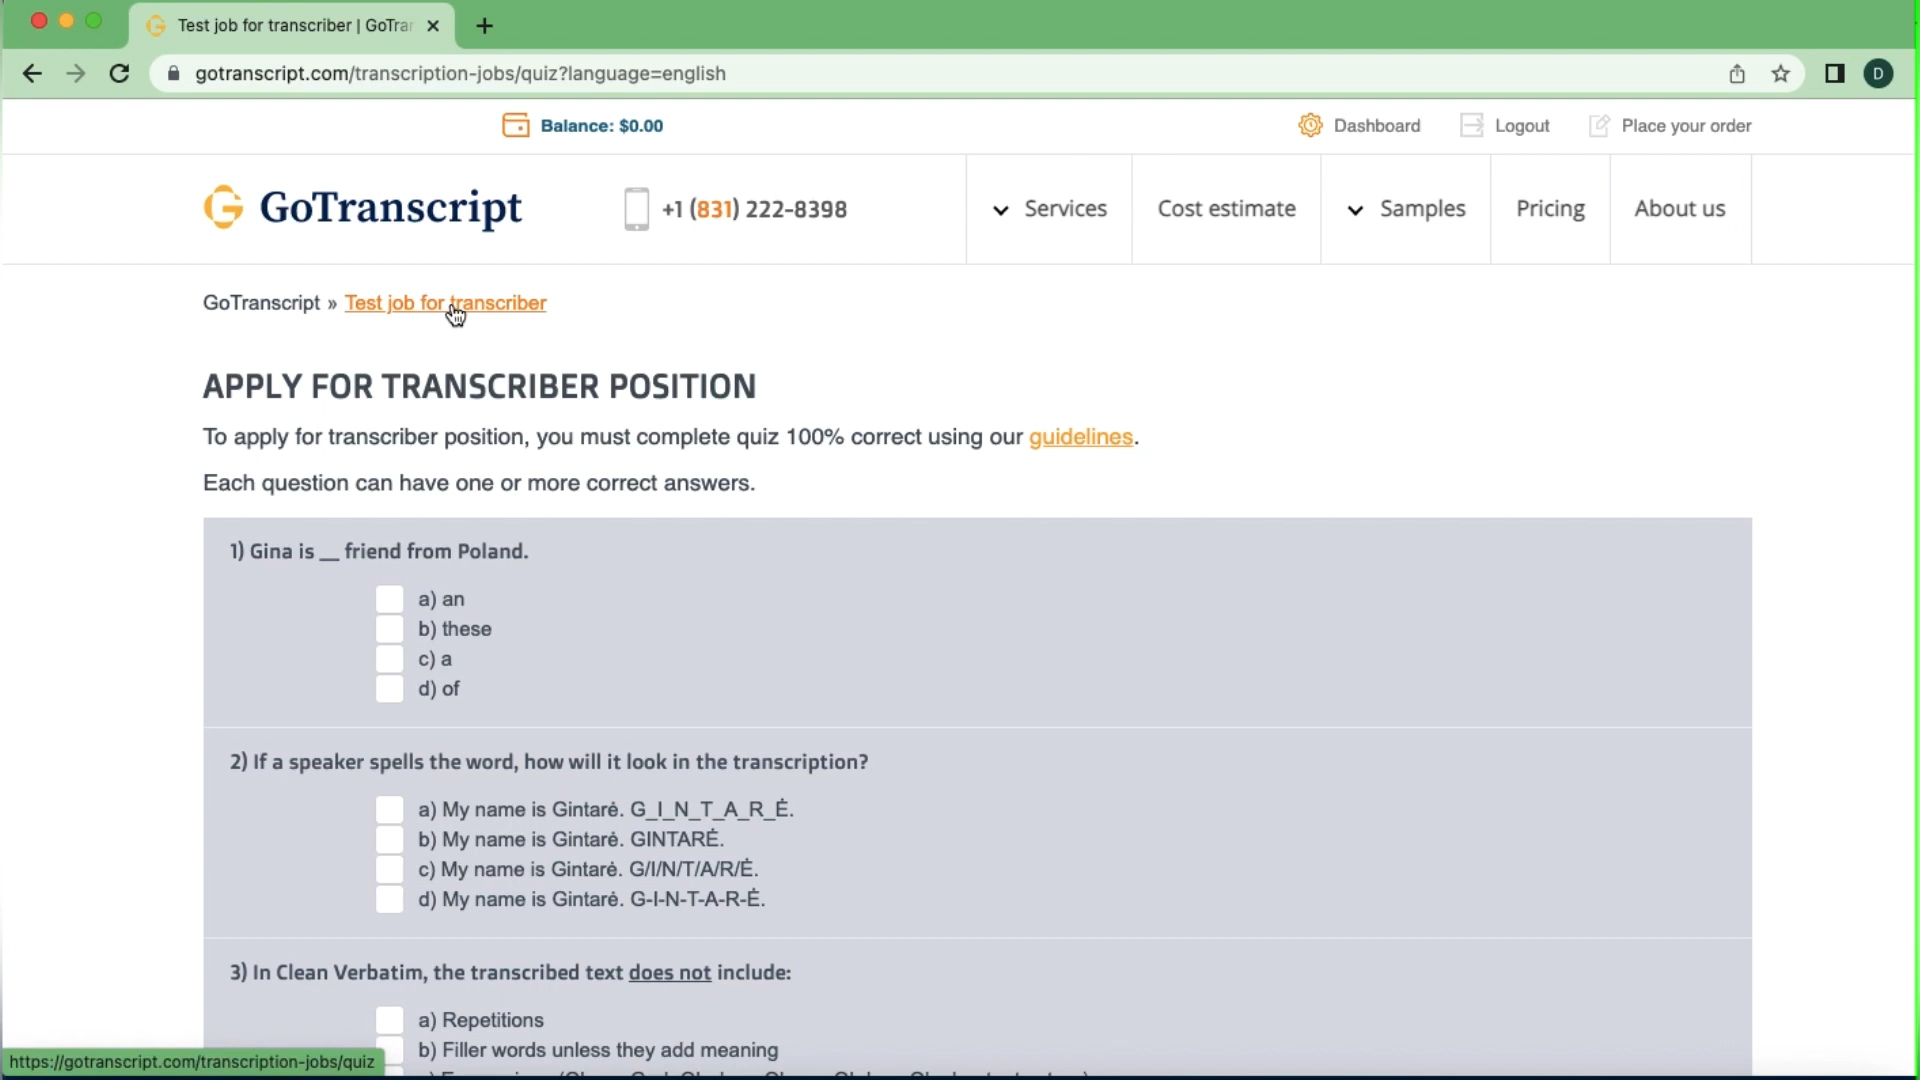 Test job for transcriber | GoTrar
gotranscript.com/transcription-jobs/quiz?language=english
D
Balance: $0.00
Dashboard
Logout
Place your order
GoTranscript
+1 (831) 222-8398
Services
Cost estimate
Samples
Pricing
About us
GoTranscript » Test job for transcriber
APPLY FOR TRANSCRIBER POSITION
To apply for transcriber position, you must complete quiz 100% correct using our guidelines.
Each question can have one or more correct answers.
1) Gina is __ friend from Poland.
a) an
b) these
c) a
d) of
2) If a speaker spells the word, how will it look in the transcription?
a) My name is Gintarė. G_I_N_T_A_R_Ė.
b) My name is Gintarė. GINTARĖ.
c) My name is Gintarė. G/I/N/T/A/R/Ė.
d) My name is Gintarė. G-I-N-T-A-R-Ė.
3) In Clean Verbatim, the transcribed text does not include:
a) Repetitions
b) Filler words unless they add meaning
https://gotranscript.com/transcription-jobs/quiz